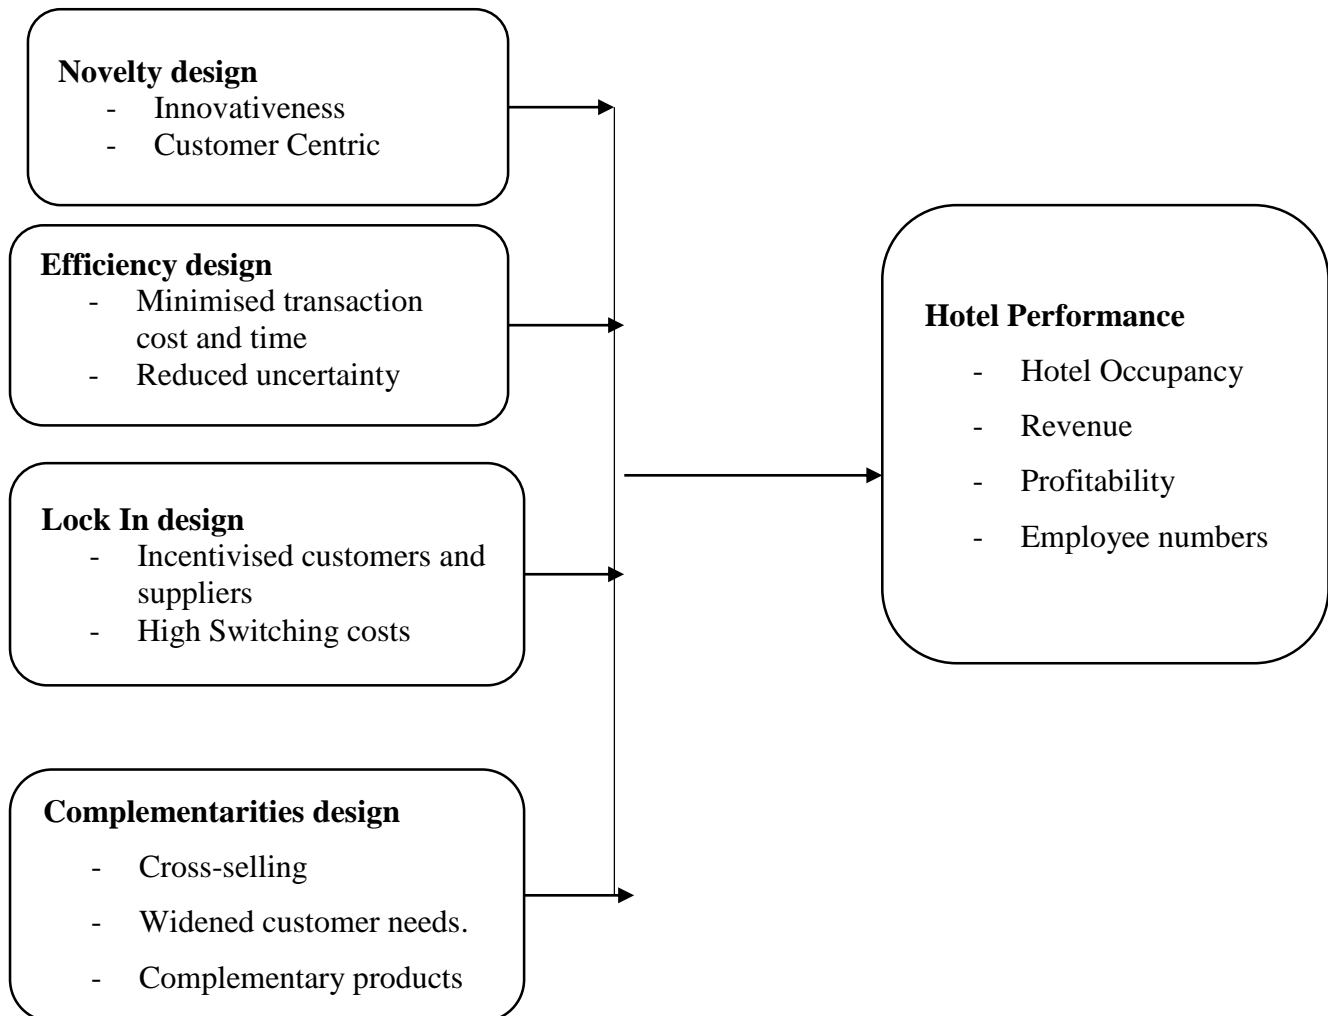 Novelty design
- Innovativeness
- Customer Centric
Efficiency design
- Minimised transaction
cost and time
- Reduced uncertainty
Lock In design
- Incentivised customers and
suppliers
- High Switching costs
Complementarities design
- Cross-selling
- Widened customer needs.
- Complementary products
Hotel Performance
- Hotel Occupancy
- Revenue
- Profitability
- Employee numbers